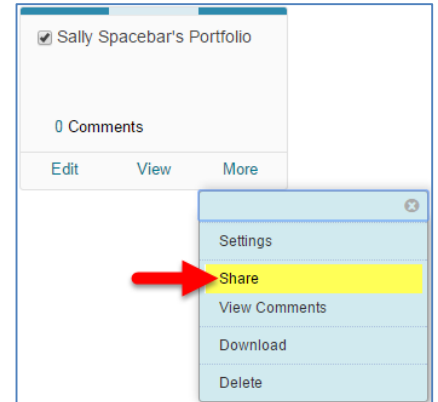 Sally Spacebar's Portfolio
0 Comments
Edit View More
Settings
Share
View Comments
Download
Delete